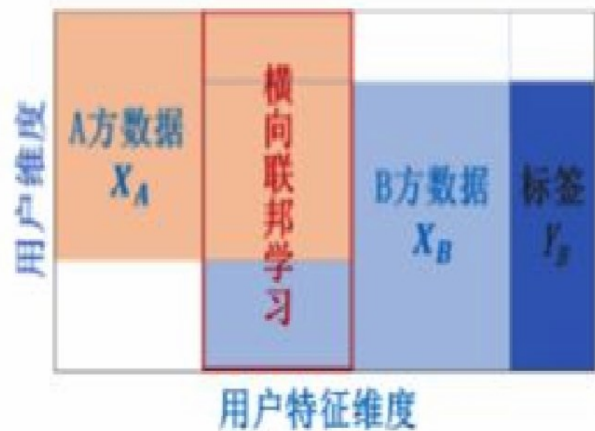 用户维度
A方数据
X_A
横向联邦学习
B方数据
X_B
标签
Y_B
用户特征维度